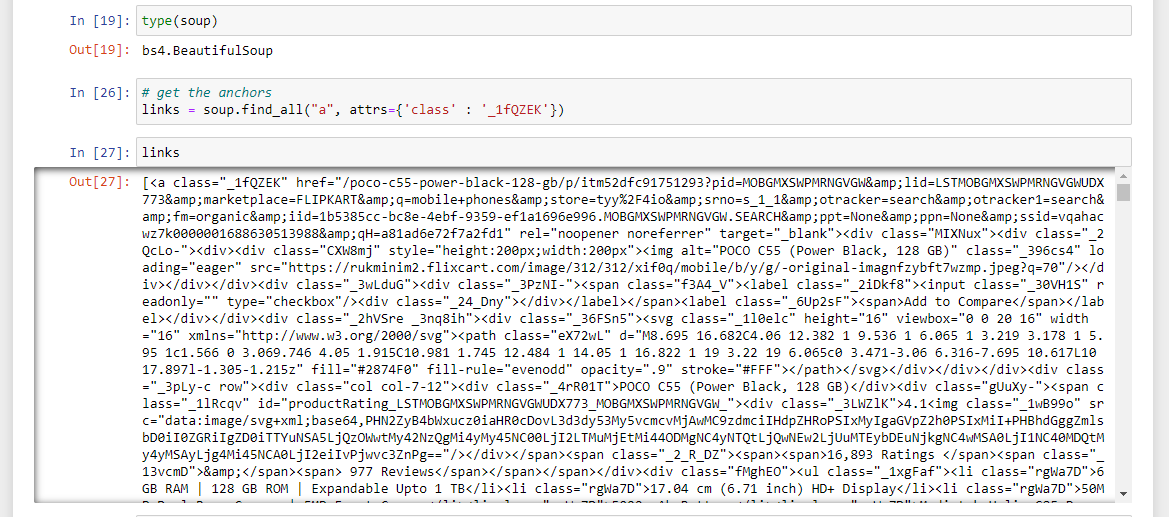 In [19]: type(soup)
Out[19]: bs4.BeautifulSoup
In [26]: # get the anchors
links = soup.find_all("a", attrs={'class' : '_1fQZEK'})
In [27]: links
Out[27]: [<a class="_1fQZEK" href="/poco-c55-power-black-128-gb/p/itm52dfc91751293?pid=MOBGMXSWPMRNGVGW&amp;lid=LSTMOBGMXSWPMRNGVGWUDX
773&amp;marketplace=FLIPKART&amp;q=mobile+phones&amp;store=tyy%2F4io&amp;srno=s_1_1&amp;otracker=search&amp;otracker1=search&
amp;fm=organic&amp;iid=1b5385cc-bc8e-4ebf-9359-ef1a1696e996.MOBGMXSWPMRNGVGW.SEARCH&amp;ppt=None&amp;ppn=None&amp;ssid=vqahac
wz7k0000001688630513988&amp;qH=a81ad6e72f7a2fd1" rel="noopener noreferrer" target="_blank"><div class="MIXNux"><div class="_2
QcLo-"><div><div class="CXW8mj" style="height:200px;width:200px"><img alt="POCO C55 (Power Black, 128 GB)" class="_396cs4" lo
ading="eager" src="https://rukminim2.flixcart.com/image/312/312/xif0q/mobile/b/y/g/-original-imagnfzybft7wzmp.jpeg?q=70"/></d
iv></div></div></div><div class="_3wLduG"><div class="_3PzNI-"><span class="f3A4_V"><label class="_2iDkf8"><input class="_30VH1S" r
eadonly="" type="checkbox"/><div class="_24_Dny"></div></label></span><label class="_6Up2sF"><span>Add to Compare</span></lab
el></div></div><div class="_2hVSre _3nq8ih"><div class="_36FSn5"><svg class="_1l0elc" height="16" viewbox="0 0 20 16" width
="16" xmlns="http://www.w3.org/2000/svg"><path class="eX72wL" d="M8.695 16.682C4.06 12.382 1 9.536 1 6.065 1 3.219 3.178 1 5.
95 1c1.566 0 3.069.746 4.05 1.915C10.981 1.745 12.484 1 14.05 1 16.822 1 19 3.22 19 6.065c0 3.471-3.06 6.316-7.695 10.617L10
17.897l-1.305-1.215z" fill="#2874F0" fill-rule="evenodd" opacity=".9" stroke="#FFF"></path></svg></div></div></div><div class
="_3pLy-c row"><div class="col col-7-12"><div class="_4rR01T">POCO C55 (Power Black, 128 GB)</div><div class="gUuXy-"><span c
lass="_1lRcqv" id="productRating_LSTMOBGMXSWPMRNGVGWUDX773_MOBGMXSWPMRNGVGW_"><div class="_3LWZlK">4.1<img class="_1wB99o" sr
c="data:image/svg+xml;base64,PHN2ZyB4bWxucz0iaHR0cDovL3d3dy53My5vcmcvMjAwMC9zdmciIHdpZHRoPSIxMyIgaGVpZ2h0PSIxMiI+PHBhdGggZmls
bD0iI0ZGRiIgZD0iTTYuNSA5LjQzOWwtMy42NzQgMi4yMy45NC00LjI2LTMuMjEtMi44ODMgNC4yNTQtLjQwNEw2LjUuMTEybDEuNjkgNC4wMSA0LjI1NC40MDQtM
y4yMSAyLjg4Mi45NCA0LjI2eiIvPjwvc3ZnPg=="/></div></span><span class="_2_R_DZ"><span><span>16,893 Ratings </span><span class="_
13vcmD">&amp;</span><span> 977 Reviews</span></span></span></div><div class="fMghEO"><ul class="_1xgFaf"><li class="rgWa7D">6
GB RAM | 128 GB ROM | Expandable Upto 1 TB</li><li class="rgWa7D">17.04 cm (6.71 inch) HD+ Display</li><li class="rgWa7D">50M